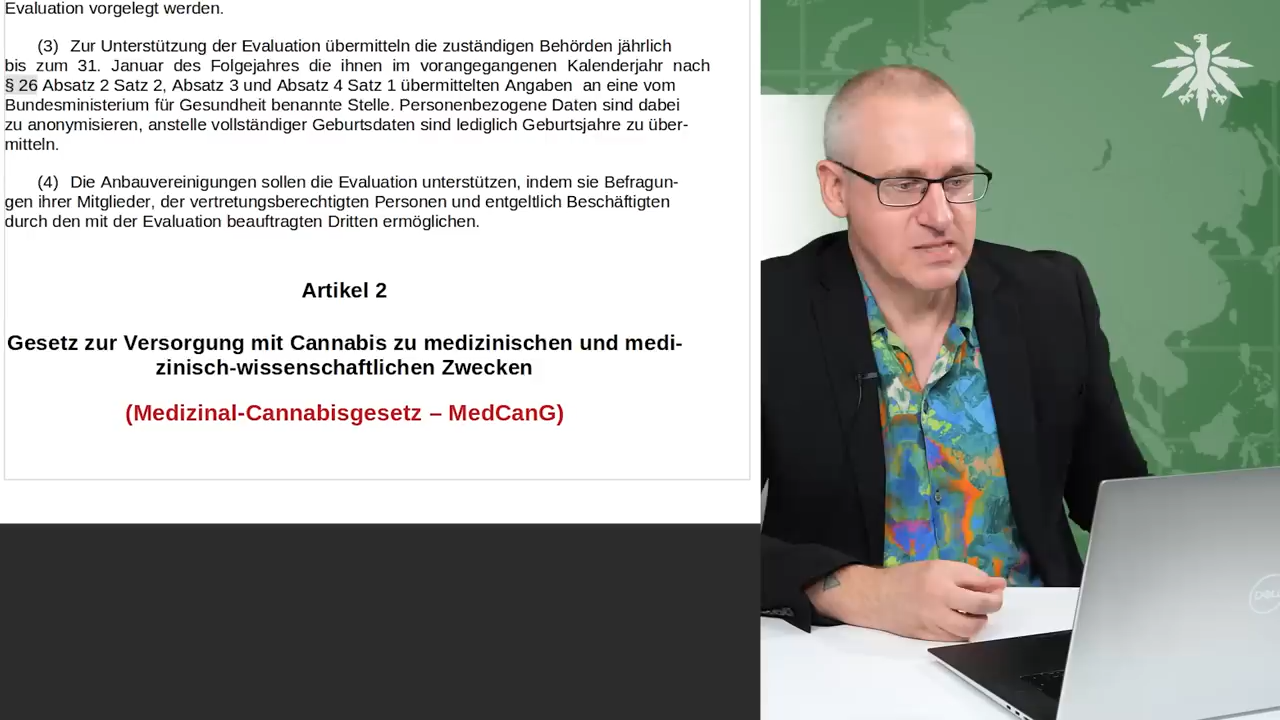 Evaluation vorgelegt werden.
(3) Zur Unterstützung der Evaluation übermitteln die zuständigen Behörden jährlich
bis zum 31. Januar des Folgejahres die ihnen im vorangegangenen Kalenderjahr nach
§ 26 Absatz 2 Satz 2, Absatz 3 und Absatz 4 Satz 1 übermittelten Angaben an eine vom
Bundesministerium für Gesundheit benannte Stelle. Personenbezogene Daten sind dabei
zu anonymisieren, anstelle vollständiger Geburtsdaten sind lediglich Geburtsjahre zu über-
mitteln.
(4) Die Anbauvereinigungen sollen die Evaluation unterstützen, indem sie Befragun-
gen ihrer Mitglieder, der vertretungsberechtigten Personen und entgeltlich Beschäftigten
durch den mit der Evaluation beauftragten Dritten ermöglichen.
Artikel 2
Gesetz zur Versorgung mit Cannabis zu medizinischen und medi-
zinisch-wissenschaftlichen Zwecken
(Medizinal-Cannabisgesetz – MedCanG)
DELL